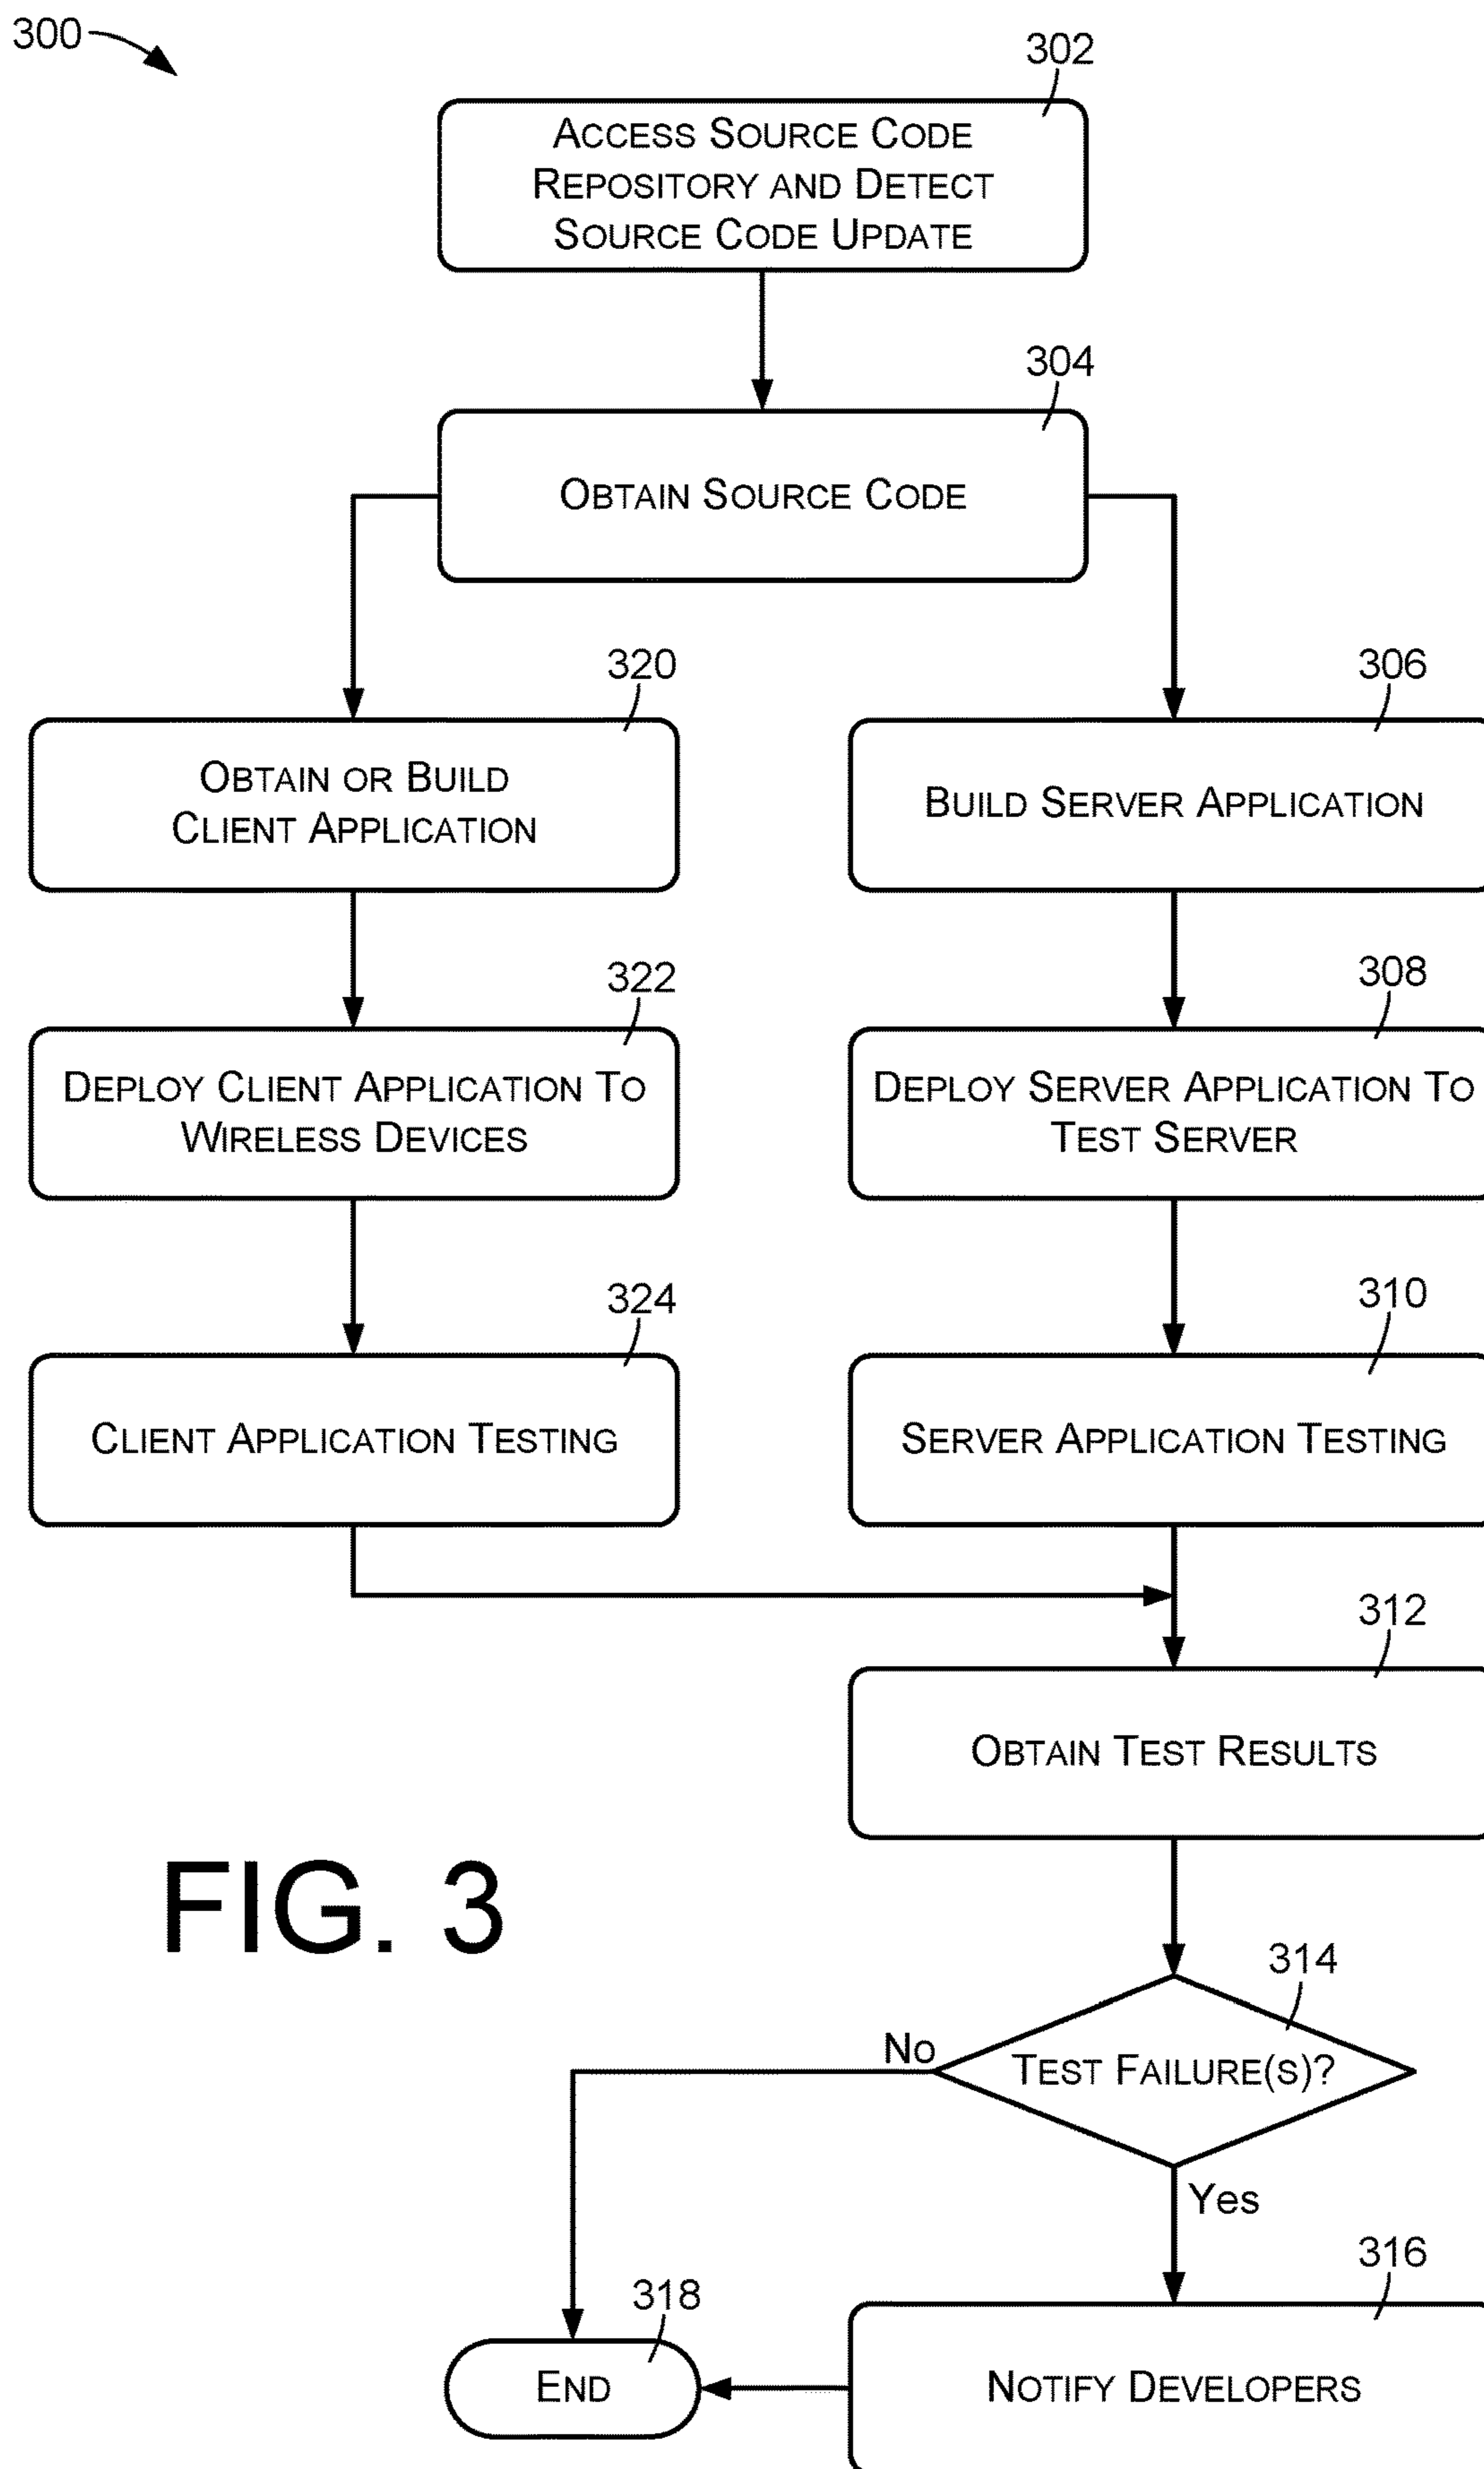 300
302
ACCESS SOURCE CODE
REPOSITORY AND DETECT
SOURCE CODE UPDATE
304
OBTAIN SOURCE CODE
320
OBTAIN OR BUILD
CLIENT APPLICATION
306
BUILD SERVER APPLICATION
322
DEPLOY CLIENT APPLICATION TO
WIRELESS DEVICES
308
DEPLOY SERVER APPLICATION TO
TEST SERVER
324
CLIENT APPLICATION TESTING
310
SERVER APPLICATION TESTING
312
OBTAIN TEST RESULTS
FIG. 3
314
TEST FAILURE(S)?
No
Yes
316
NOTIFY DEVELOPERS
318
END